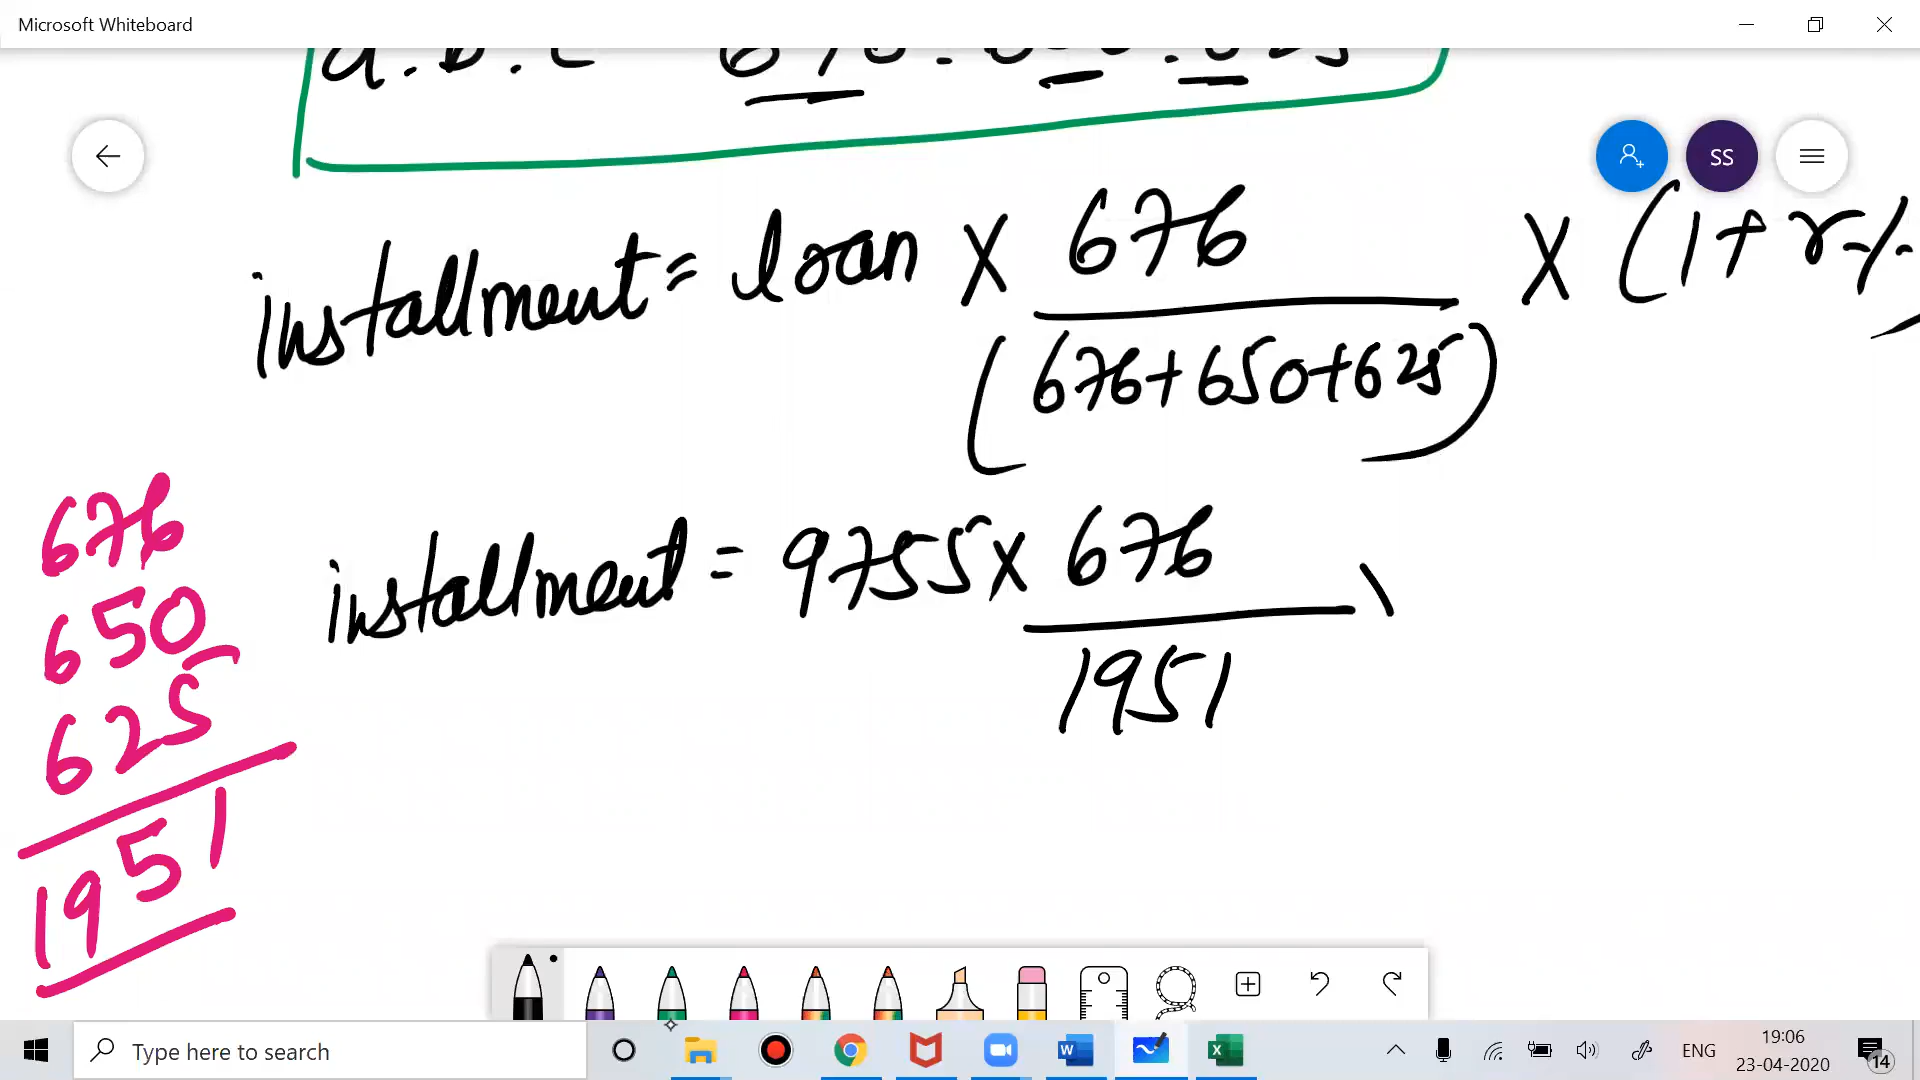 Microsoft Whiteboard
a : b : c
SS
installment = loan X 676 X (1 + r%
(676+650+625)
676
650
625
1951
installment = 9755 X 676 \
1951
Type here to search
ENG
19:06
23-04-2020
14